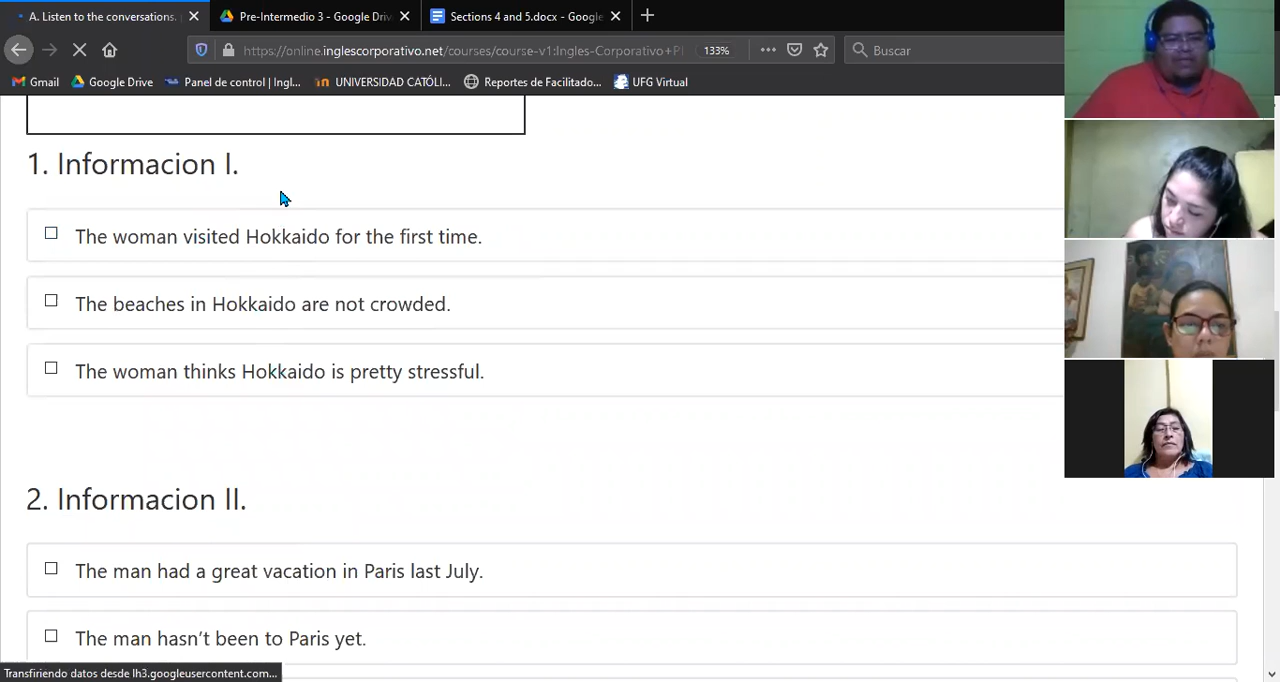 A. Listen to the conversations.
Pre-Intermedio 3 - Google Driv
Sections 4 and 5.docx - Google
https://online.inglescorporativo.net/courses/course-v1:Ingles-Corporativo+P
133%
Buscar
Gmail
Google Drive
Panel de control | Ingl...
UNIVERSIDAD CATÓLI...
Reportes de Facilitado...
UFG Virtual
1. Informacion I.
The woman visited Hokkaido for the first time.
The beaches in Hokkaido are not crowded.
The woman thinks Hokkaido is pretty stressful.
2. Informacion II.
The man had a great vacation in Paris last July.
The man hasn’t been to Paris yet.
Transfiriendo datos desde lh3.googleusercontent.com...